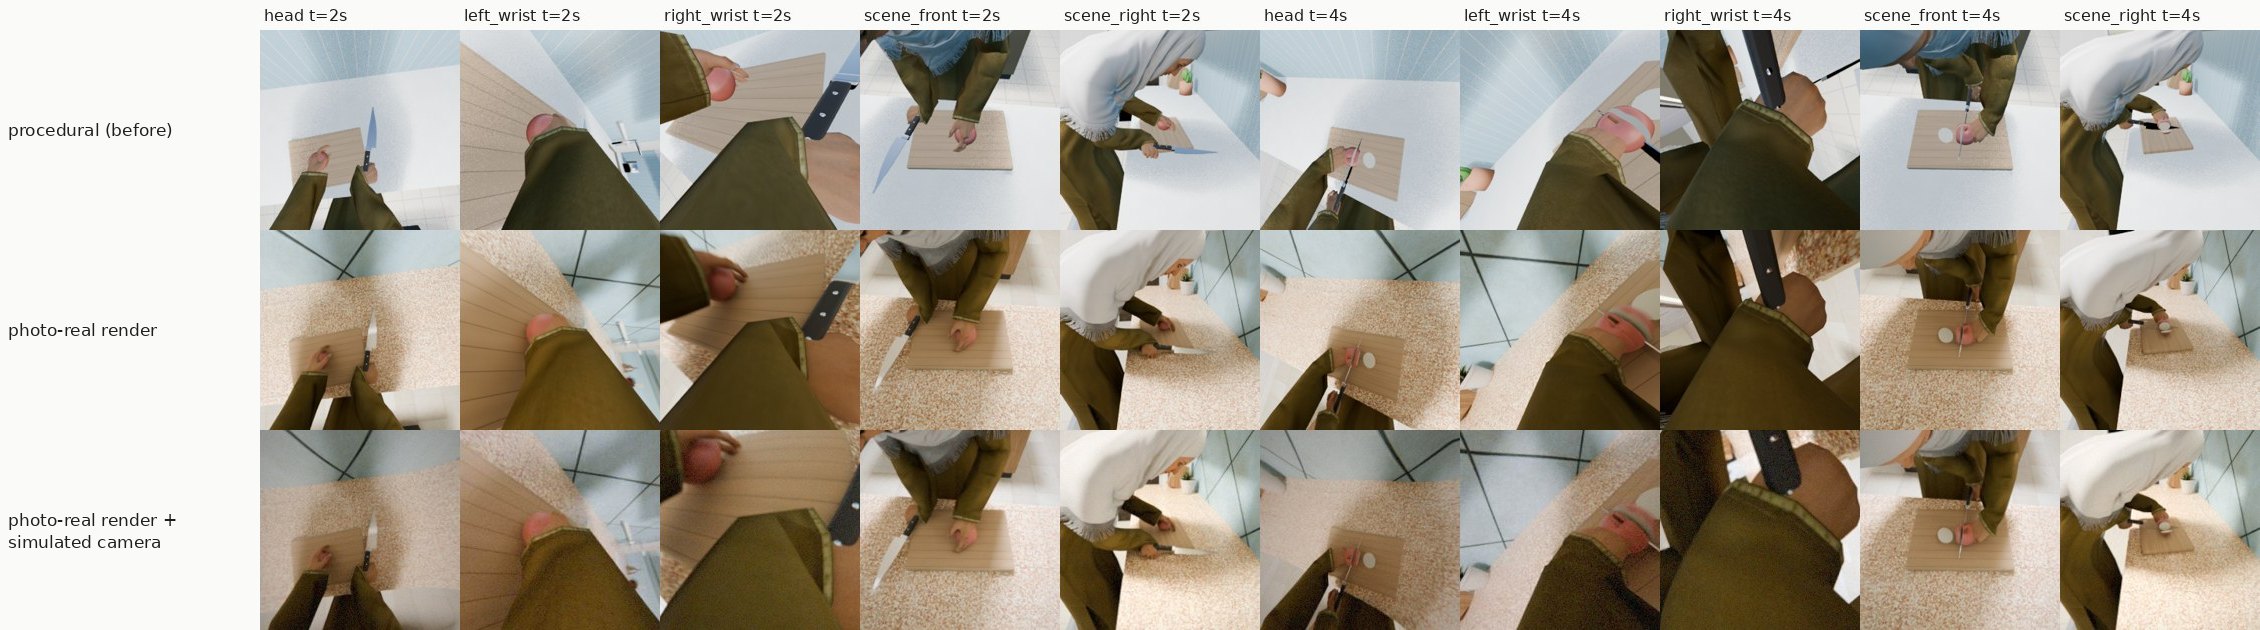 head t=2s
left_wrist t=2s
right_wrist t=2s
scene_front t=2s
scene_right t=2s
head t=4s
left_wrist t=4s
right_wrist t=4s
scene_front t=4s
scene_right t=4s
procedural (before)
photo-real render
photo-real render +
simulated camera